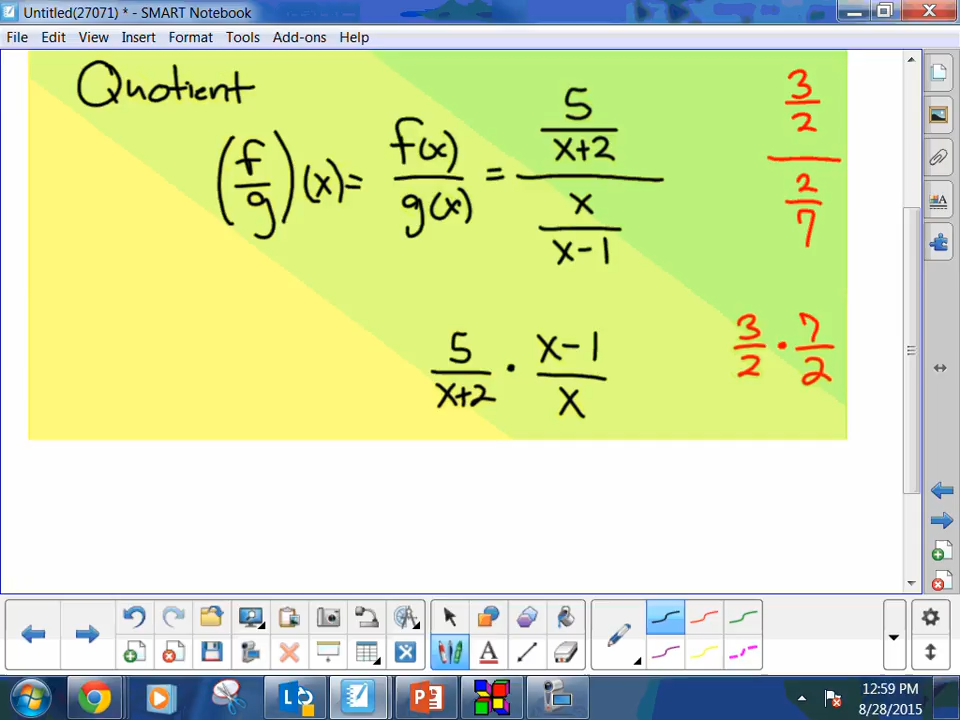 Untitled(27071) * - SMART Notebook
File Edit View Insert Format Tools Add-ons Help
Quotient
(f/g)(x) = f(x)/g(x) = (5/(x+2))/(x/(x-1))
(3/2)/(2/7)
5/(x+2) · (x-1)/x
3/2 · 7/2
12:59 PM
8/28/2015